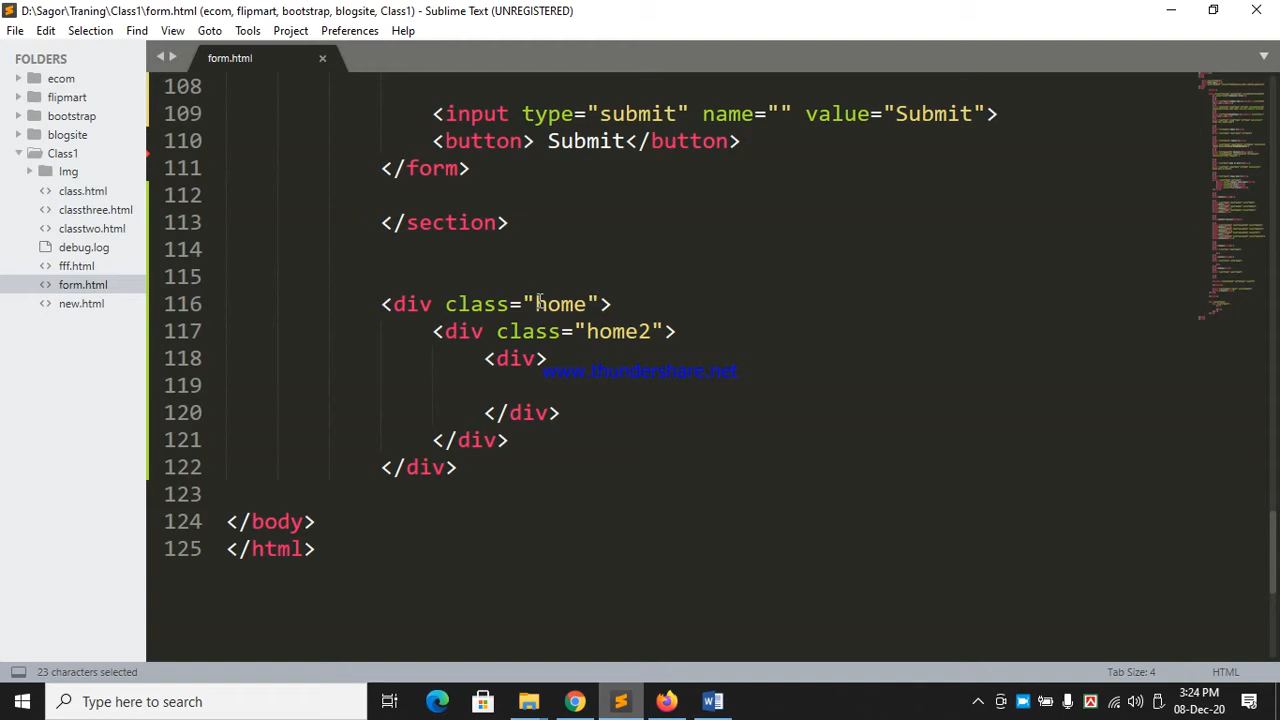 D:\Sagor\Traning\Class1\form.html (ecom, flipmart, bootstrap, blogsite, Class1) - Sublime Text (UNREGISTERED)
File Edit Selection Find View Goto Tools Project Preferences Help
FOLDERS
ecom
flipmart
bootstrap
blogsite
Class1
Img
class.html
classthree.html
classtwo.html
debug.log
fff.html
form.html
new.html
form.html
108
109 <input type="submit" name="" value="Submit">
110 <button> Submit</button>
111 </form>
112
113 </section>
114
115
116 <div class="home">
117 <div class="home2">
118 <div>
www.thundershare.net
119
120 </div>
121 </div>
122 </div>
123
124 </body>
125 </html>
23 characters selected
Tab Size: 4
HTML
Type here to search
3:24 PM
08-Dec-20